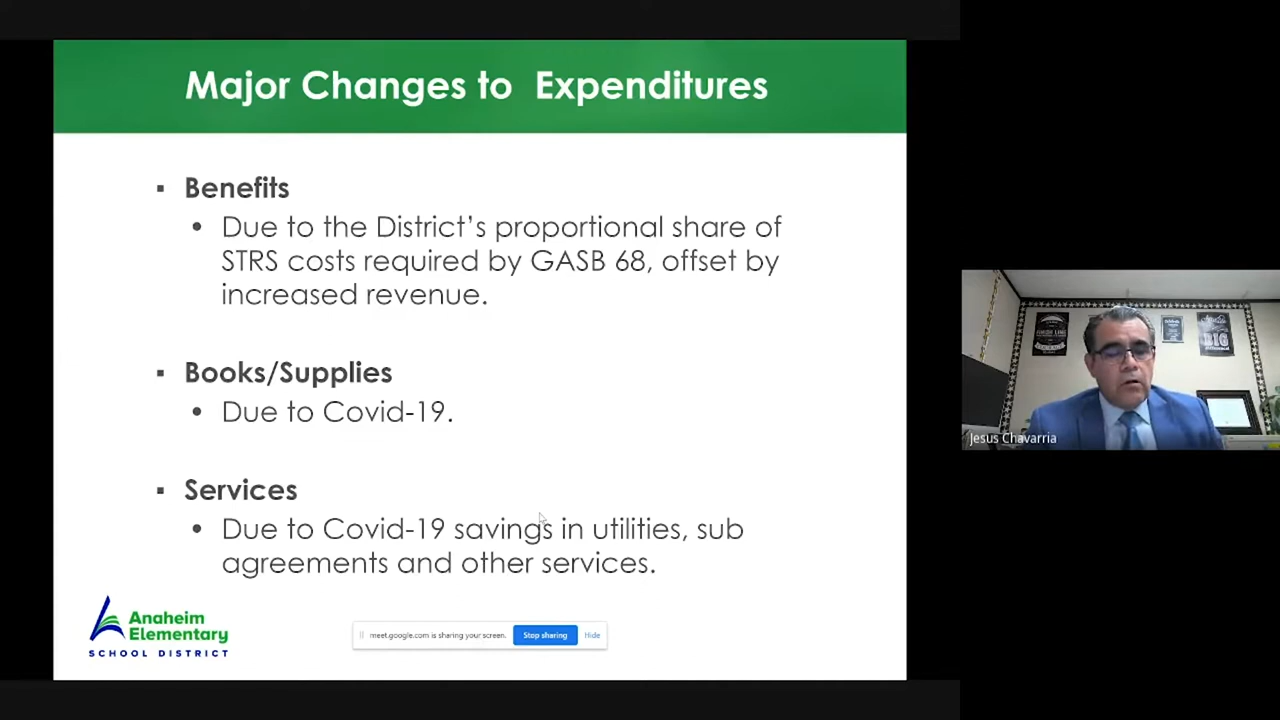 Major Changes to Expenditures
▪ Benefits
• Due to the District’s proportional share of
STRS costs required by GASB 68, offset by
increased revenue.
▪ Books/Supplies
• Due to Covid-19.
▪ Services
• Due to Covid-19 savings in utilities, sub
agreements and other services.
Anaheim
Elementary
SCHOOL DISTRICT
meet.google.com is sharing your screen.
Stop sharing
Hide
BIG
Jesus Chavarria